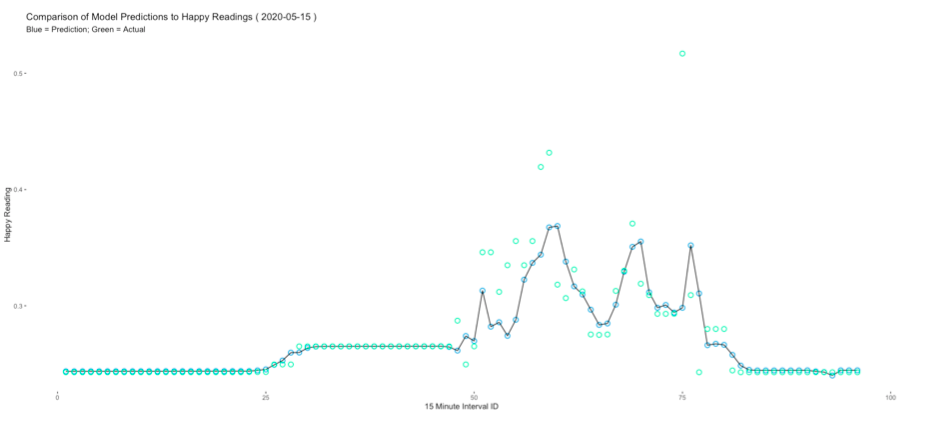 Comparison of Model Predictions to Happy Readings ( 2020-05-15 )
Blue = Prediction; Green = Actual
0.5
0.4
0.3
Happy Reading
0 25 50 75 100
15 Minute Interval ID